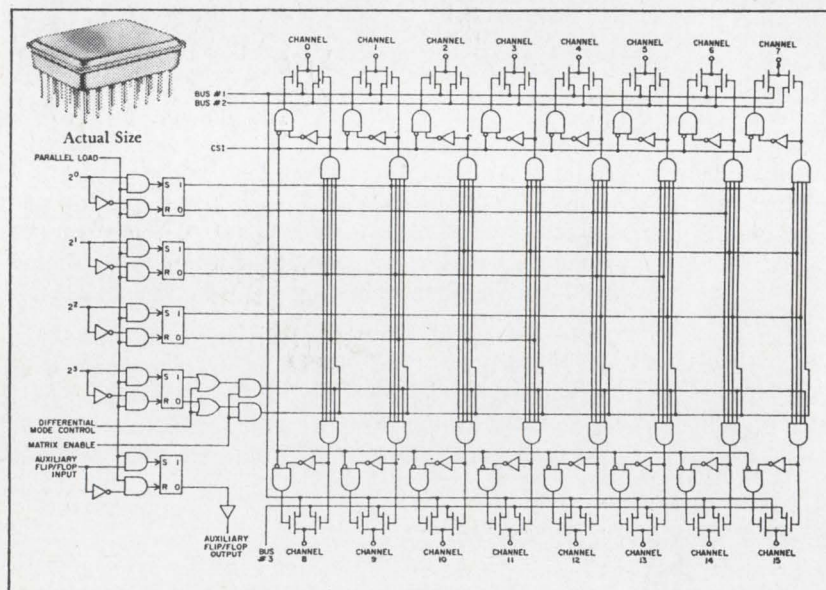 CHANNEL 0
CHANNEL 1
CHANNEL 2
CHANNEL 3
CHANNEL 4
CHANNEL 5
CHANNEL 6
CHANNEL 7
BUS #1
BUS #2
Actual Size
CS1
PARALLEL LOAD
2⁰
S 1
R 0
2¹
S 1
R 0
2²
S 1
R 0
2³
S 1
R 0
DIFFERENTIAL
MODE CONTROL
MATRIX ENABLE
AUXILIARY
FLIP/FLOP
INPUT
S 1
R 0
AUXILIARY
FLIP/FLOP
OUTPUT
BUS
#3
CHANNEL 8
CHANNEL 9
CHANNEL 10
CHANNEL 11
CHANNEL 12
CHANNEL 13
CHANNEL 14
CHANNEL 15